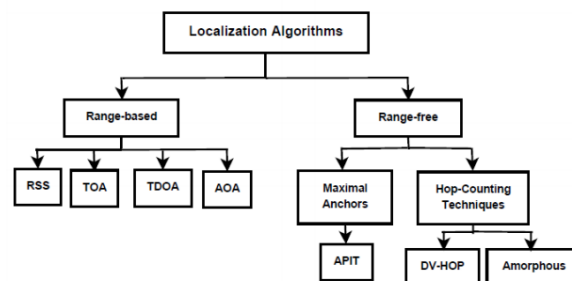 Localization Algorithms
Range-based
Range-free
RSS
TOA
TDOA
AOA
Maximal
Anchors
Hop-Counting
Techniques
APIT
DV-HOP
Amorphous